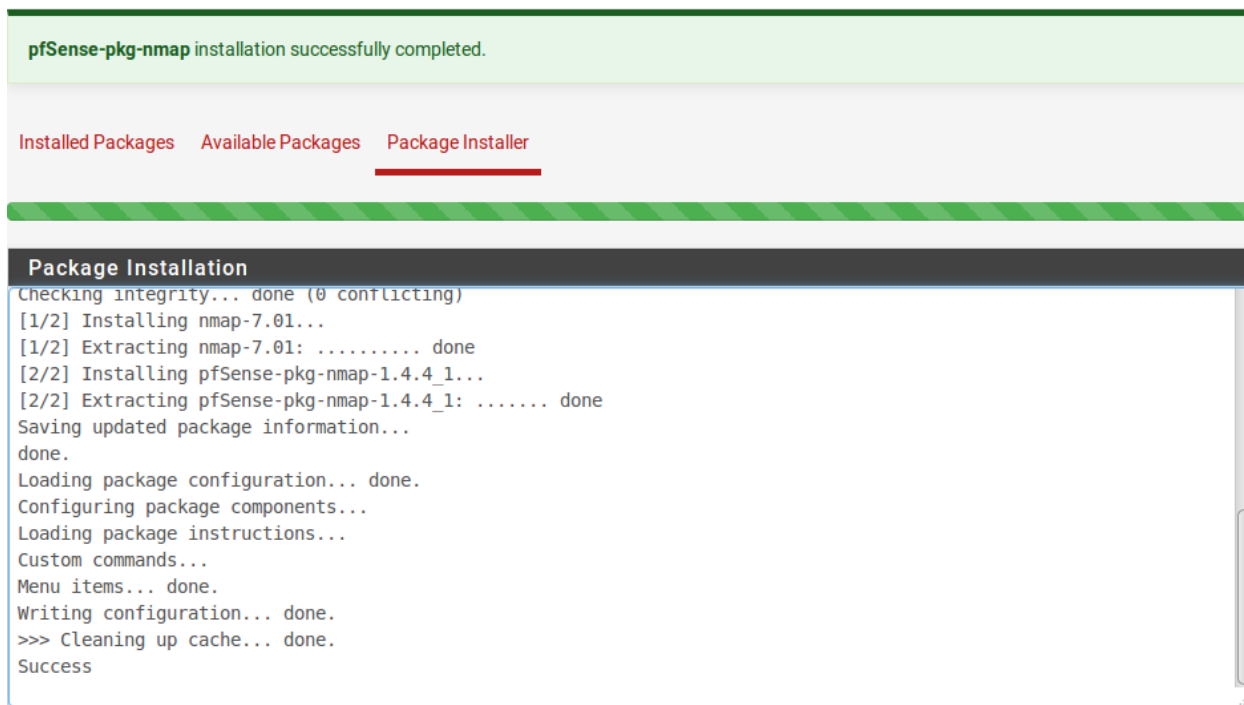 pfSense-pkg-nmap installation successfully completed.
Installed Packages Available Packages Package Installer
Package Installation
Checking integrity... done (0 conflicting)
[1/2] Installing nmap-7.01...
[1/2] Extracting nmap-7.01: .......... done
[2/2] Installing pfSense-pkg-nmap-1.4.4_1...
[2/2] Extracting pfSense-pkg-nmap-1.4.4_1: ....... done
Saving updated package information...
done.
Loading package configuration... done.
Configuring package components...
Loading package instructions...
Custom commands...
Menu items... done.
Writing configuration... done.
>>> Cleaning up cache... done.
Success